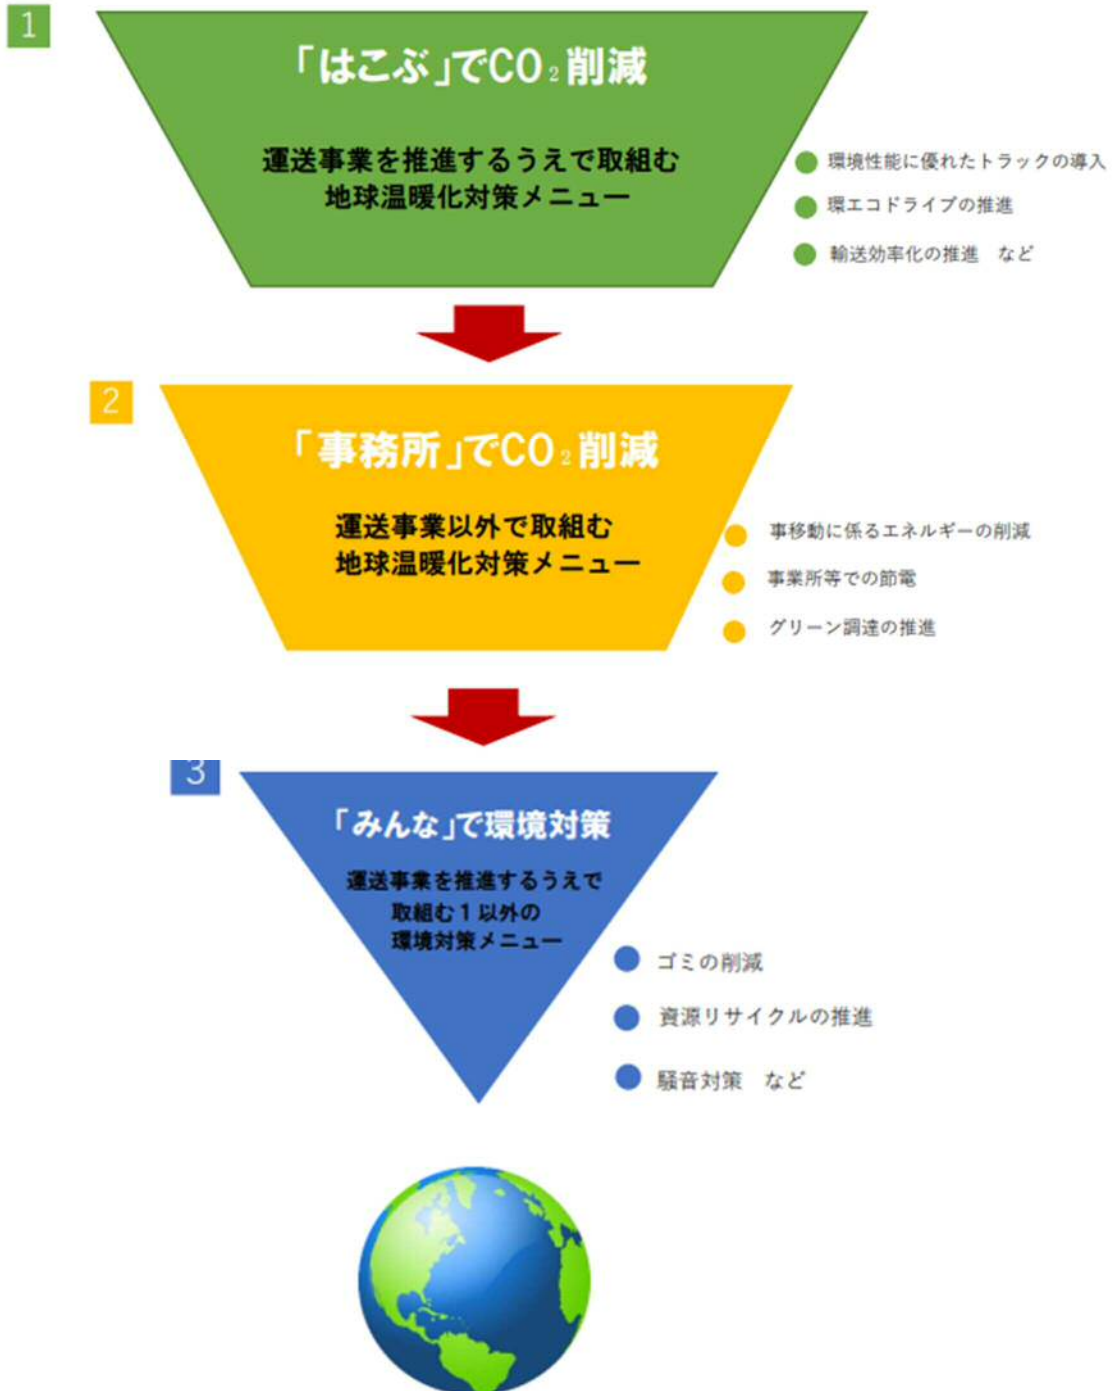 1
「はこぶ」でCO₂削減
運送事業を推進するうえで取組む
地球温暖化対策メニュー
環境性能に優れたトラックの導入
環エコドライブの推進
輸送効率化の推進　など
2
「事務所」でCO₂削減
運送事業以外で取組む
地球温暖化対策メニュー
事移動に係るエネルギーの削減
事業所等での節電
グリーン調達の推進
3
「みんな」で環境対策
運送事業を推進するうえで
取組む１以外の
環境対策メニュー
ゴミの削減
資源リサイクルの推進
騒音対策　など